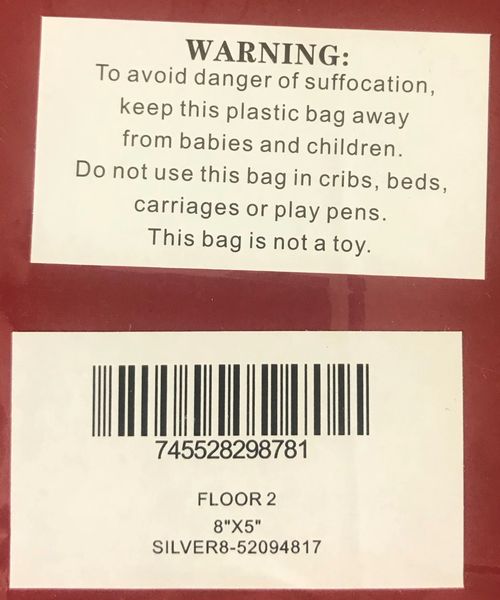 WARNING:
To avoid danger of suffocation,
keep this plastic bag away
from babies and children.
Do not use this bag in cribs, beds,
carriages or play pens.
This bag is not a toy.
745528298781
FLOOR 2
8"X5"
SILVER8-52094817